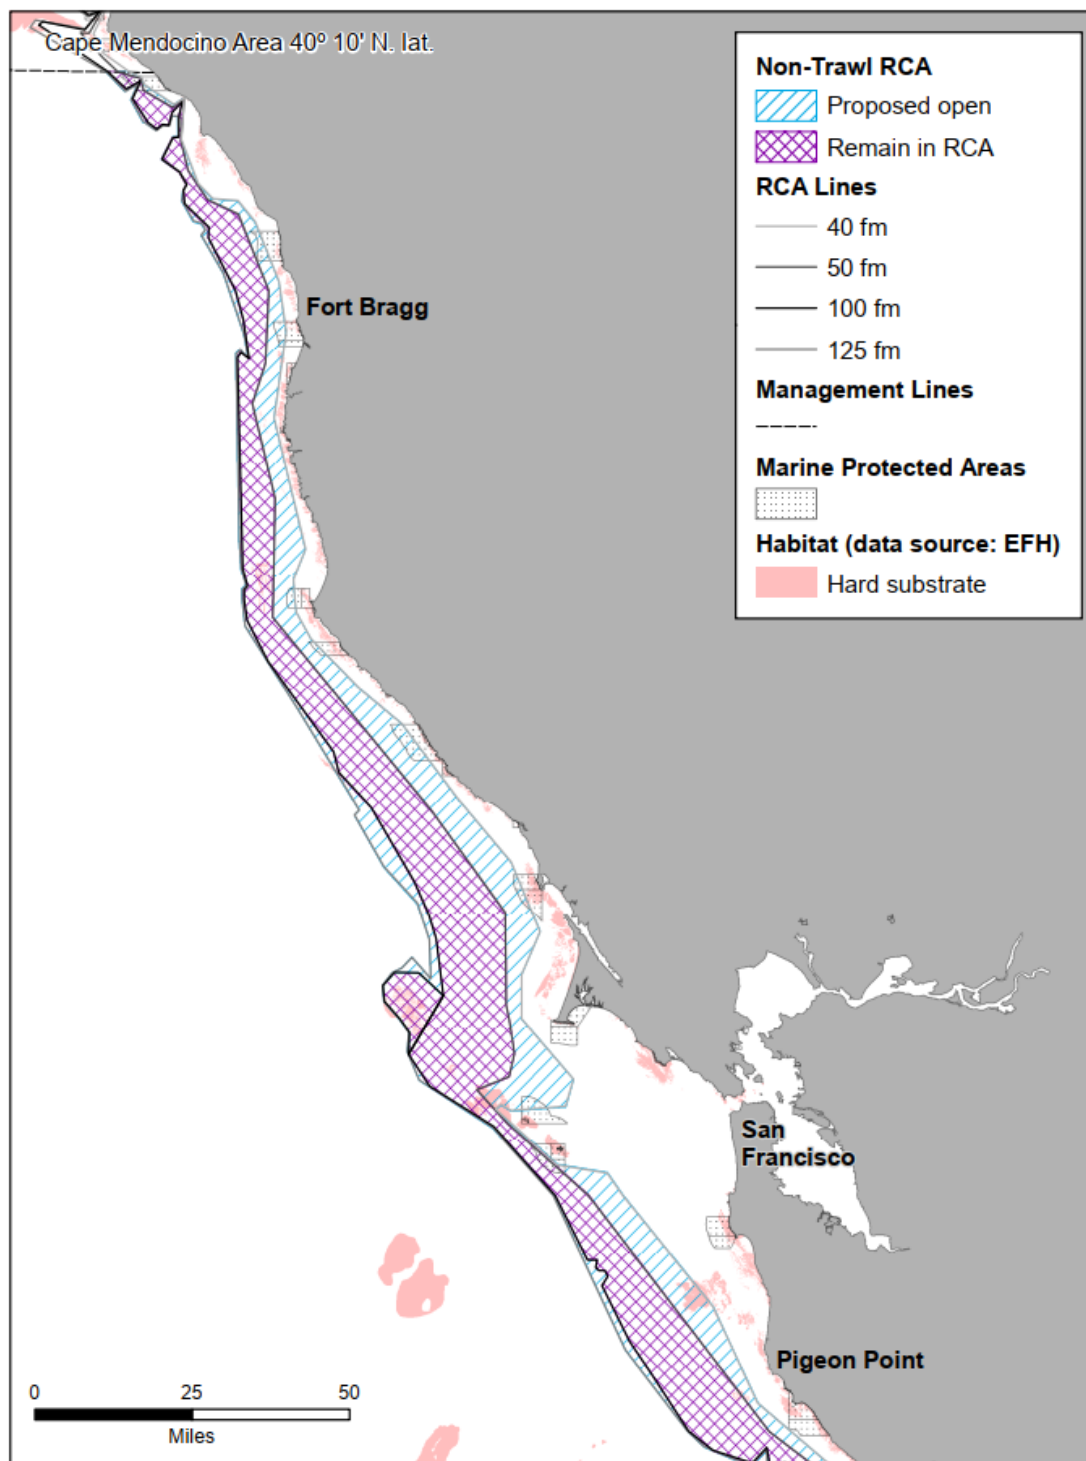 Cape Mendocino Area 40º 10' N. lat.
Non-Trawl RCA
Proposed open
Remain in RCA
RCA Lines
40 fm
50 fm
100 fm
125 fm
Management Lines
Marine Protected Areas
Habitat (data source: EFH)
Hard substrate
Fort Bragg
San
Francisco
Pigeon Point
0 25 50
Miles